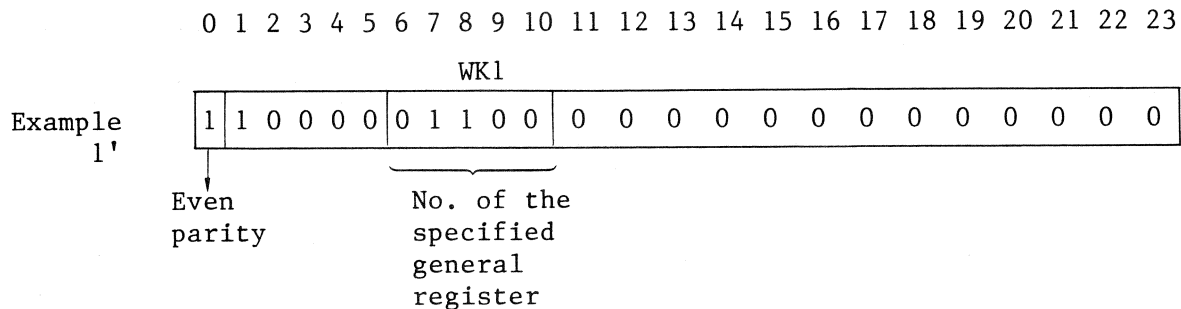 0 1 2 3 4 5 6 7 8 9 10 11 12 13 14 15 16 17 18 19 20 21 22 23
WK1
Example 1 1 0 0 0 0 0 1 1 0 0 0 0 0 0 0 0 0 0 0 0 0 0 0
1'
Even No. of the
parity specified
general
register